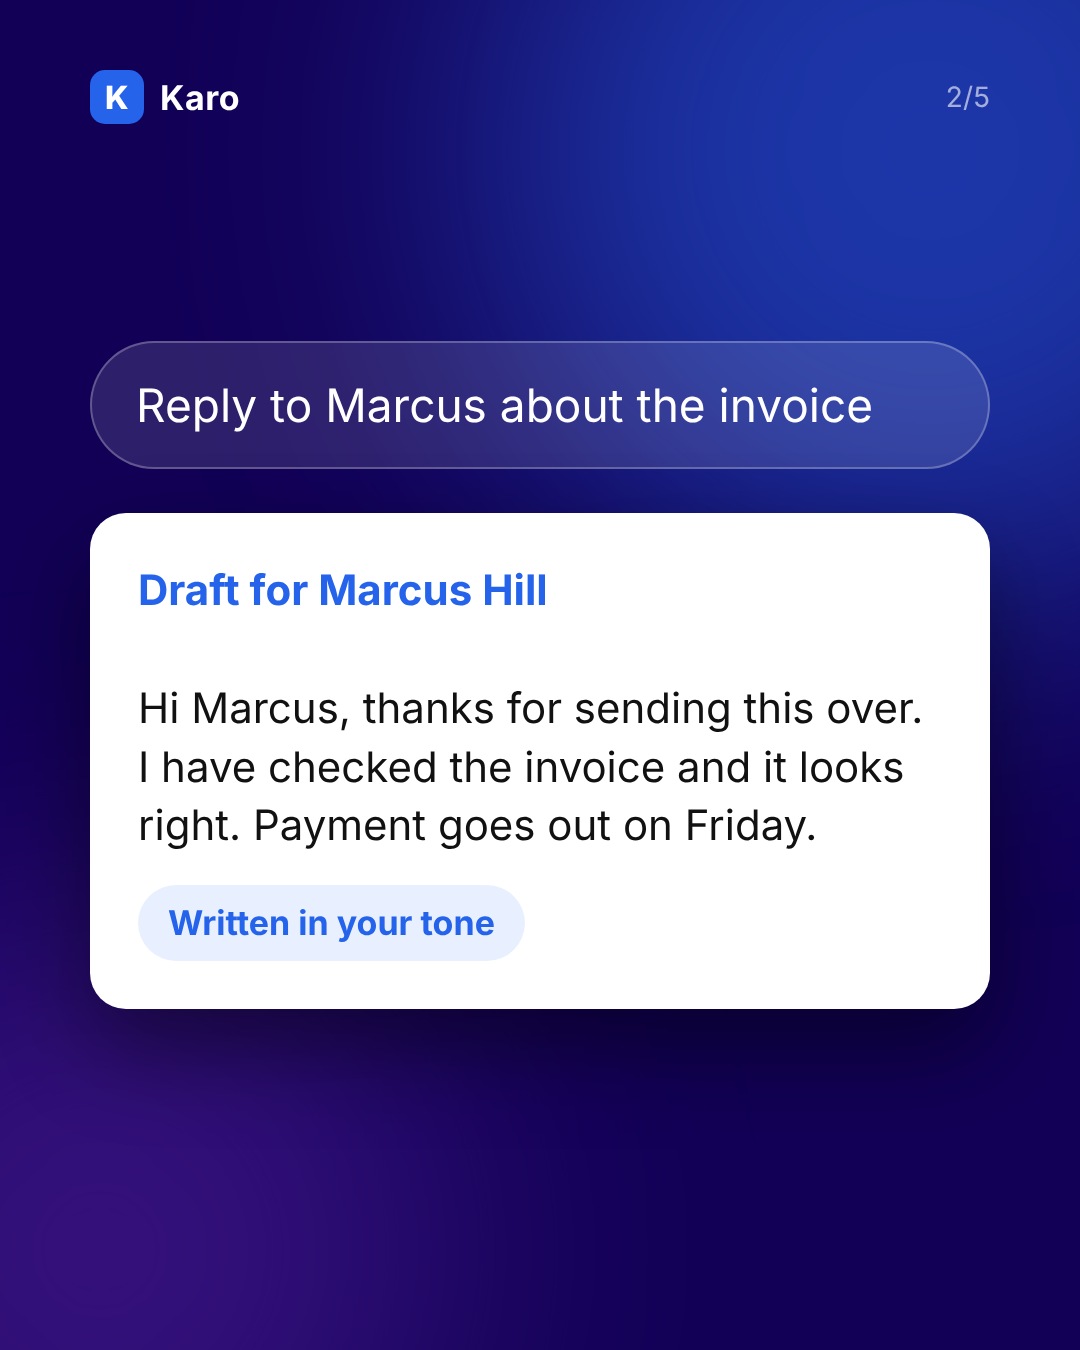 K Karo
2/5
Reply to Marcus about the invoice
Draft for Marcus Hill
Hi Marcus, thanks for sending this over.
I have checked the invoice and it looks
right. Payment goes out on Friday.
Written in your tone